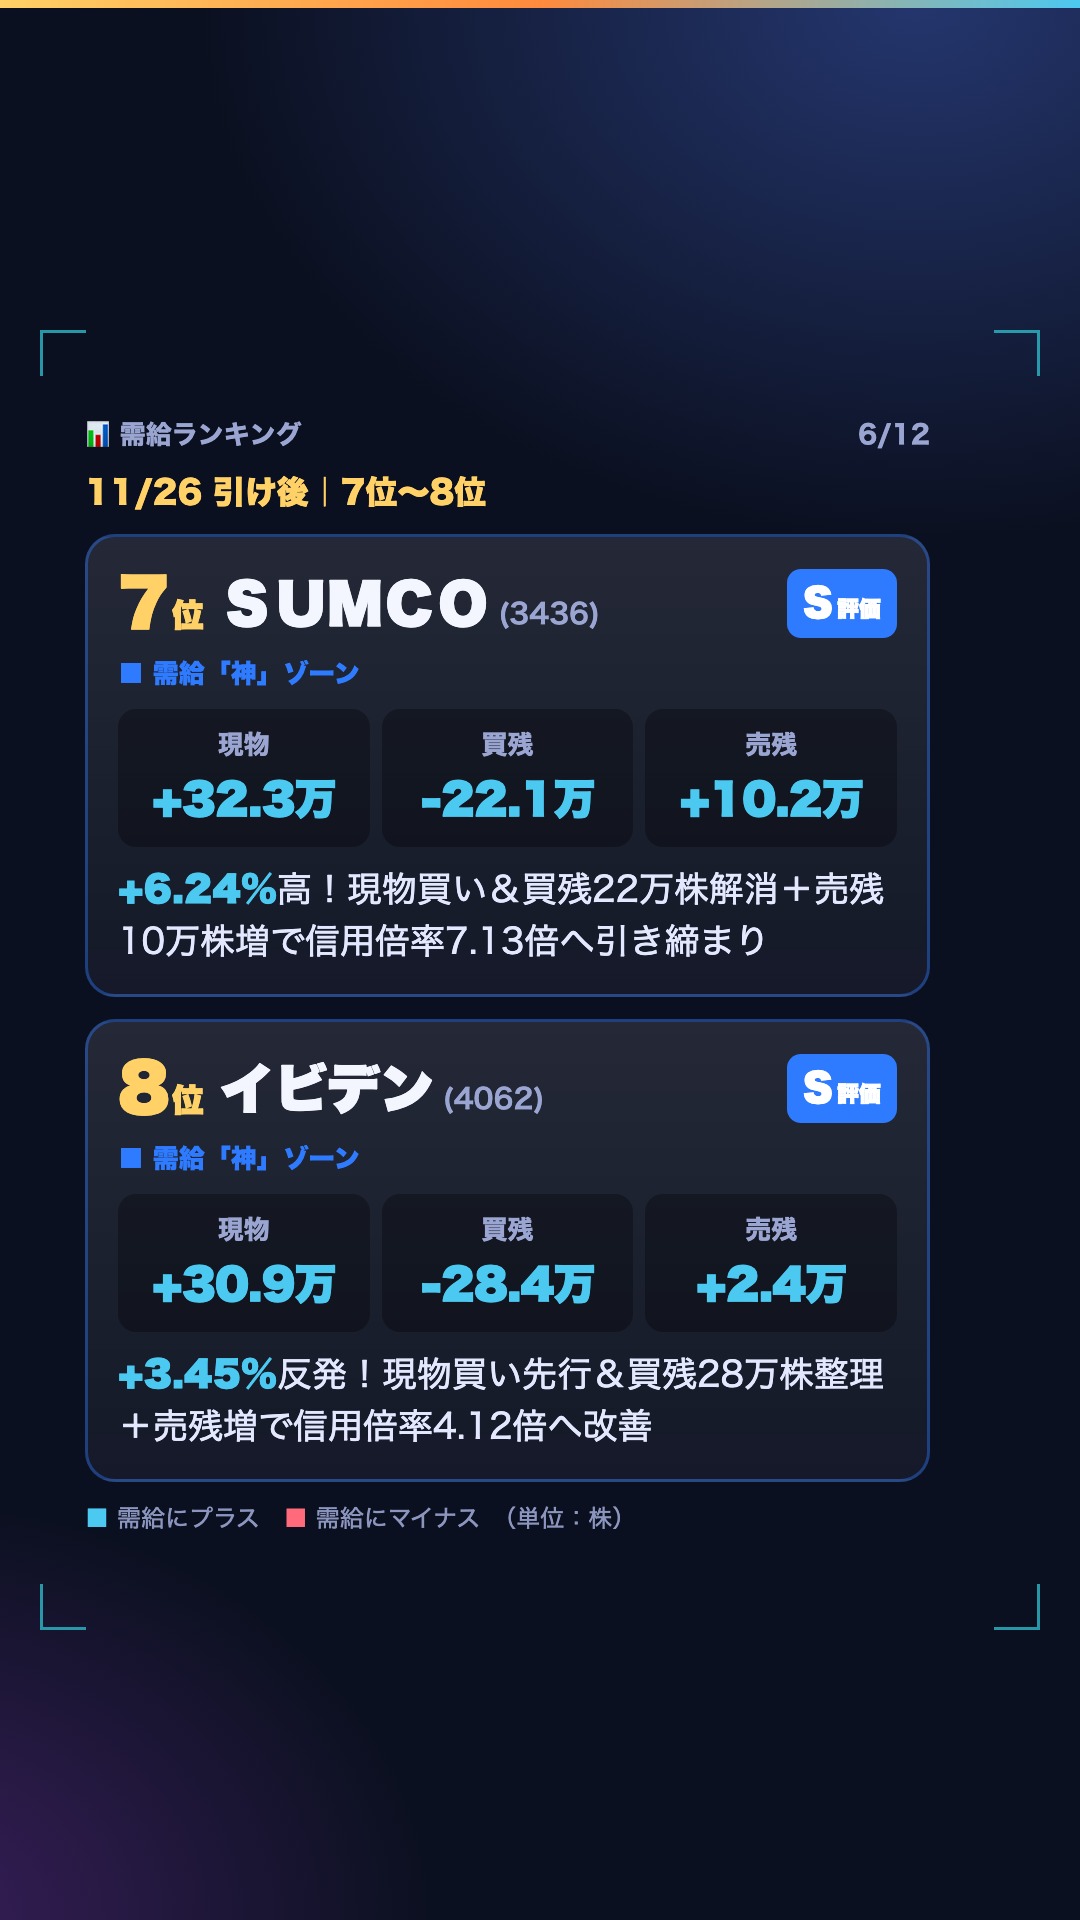 📊 需給ランキング 6/12
11/26 引け後｜7位〜8位
7位 SUMCO (3436) S評価
■ 需給「神」ゾーン
現物 買残 売残
+32.3万 -22.1万 +10.2万
+6.24%高！現物買い＆買残22万株解消＋売残
10万株増で信用倍率7.13倍へ引き締まり
8位 イビデン (4062) S評価
■ 需給「神」ゾーン
現物 買残 売残
+30.9万 -28.4万 +2.4万
+3.45%反発！現物買い先行＆買残28万株整理
＋売残増で信用倍率4.12倍へ改善
■ 需給にプラス ■ 需給にマイナス （単位：株）